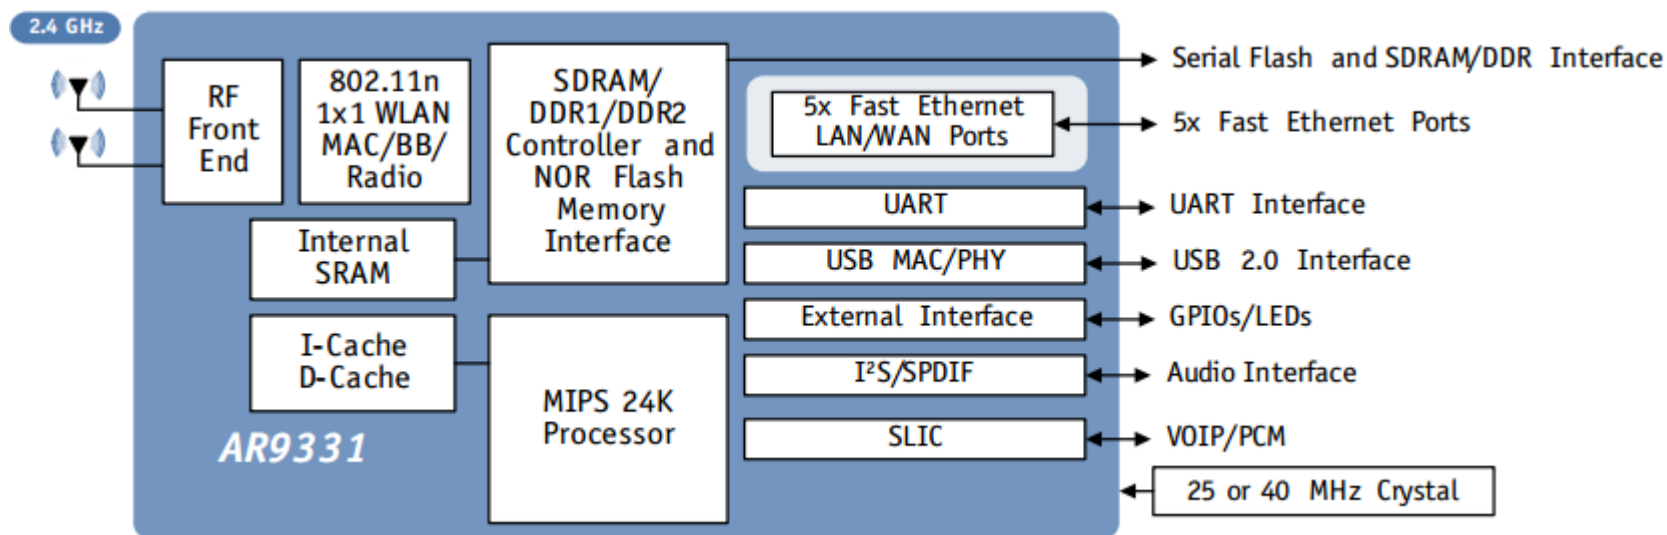 2.4 GHz
RF
Front
End
802.11n
1x1 WLAN
MAC/BB/
Radio
SDRAM/
DDR1/DDR2
Controller and
NOR Flash
Memory
Interface
Internal
SRAM
I-Cache
D-Cache
MIPS 24K
Processor
AR9331
5x Fast Ethernet
LAN/WAN Ports
UART
USB MAC/PHY
External Interface
I²S/SPDIF
SLIC
Serial Flash and SDRAM/DDR Interface
5x Fast Ethernet Ports
UART Interface
USB 2.0 Interface
GPIOs/LEDs
Audio Interface
VOIP/PCM
25 or 40 MHz Crystal